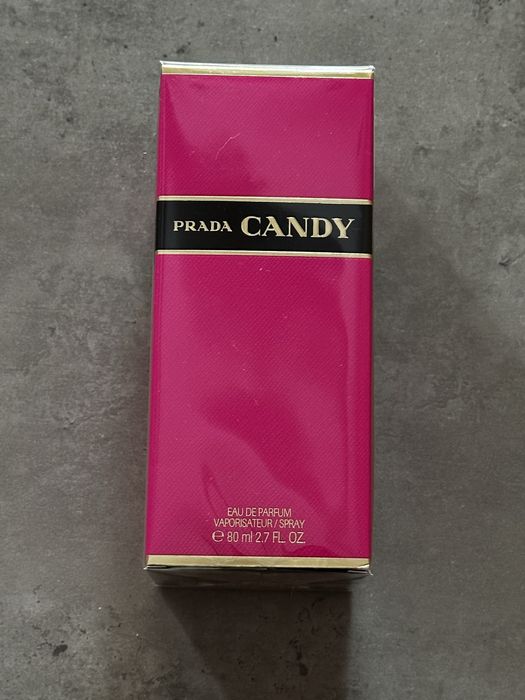 PRADA CANDY
EAU DE PARFUM
VAPORISATEUR / SPRAY
℮ 80 ml 2.7 FL. OZ.